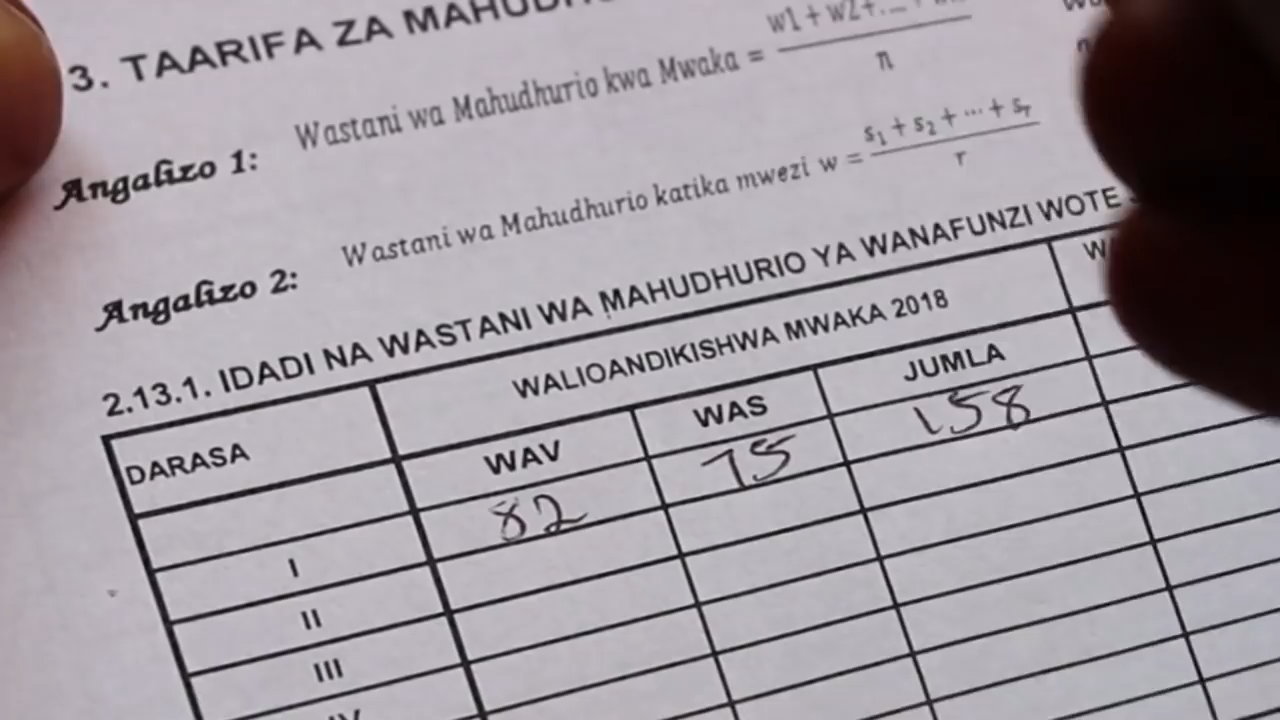 3. TAARIFA ZA
Wastani wa Mahudhurio kwa Mwaka = w1 + w2+... / n
Angalizo 1:
Wastani wa Mahudhurio katika mwezi w = s₁ + s₂ + ⋯ + sᵣ / r
Angalizo 2:
2.13.1. IDADI NA WASTANI WA MAHUDHURIO YA WANAFUNZI WOTE
WALIOANDIKISHWA MWAKA 2018
DARASA WAV WAS JUMLA
I 82 75 158
II
III